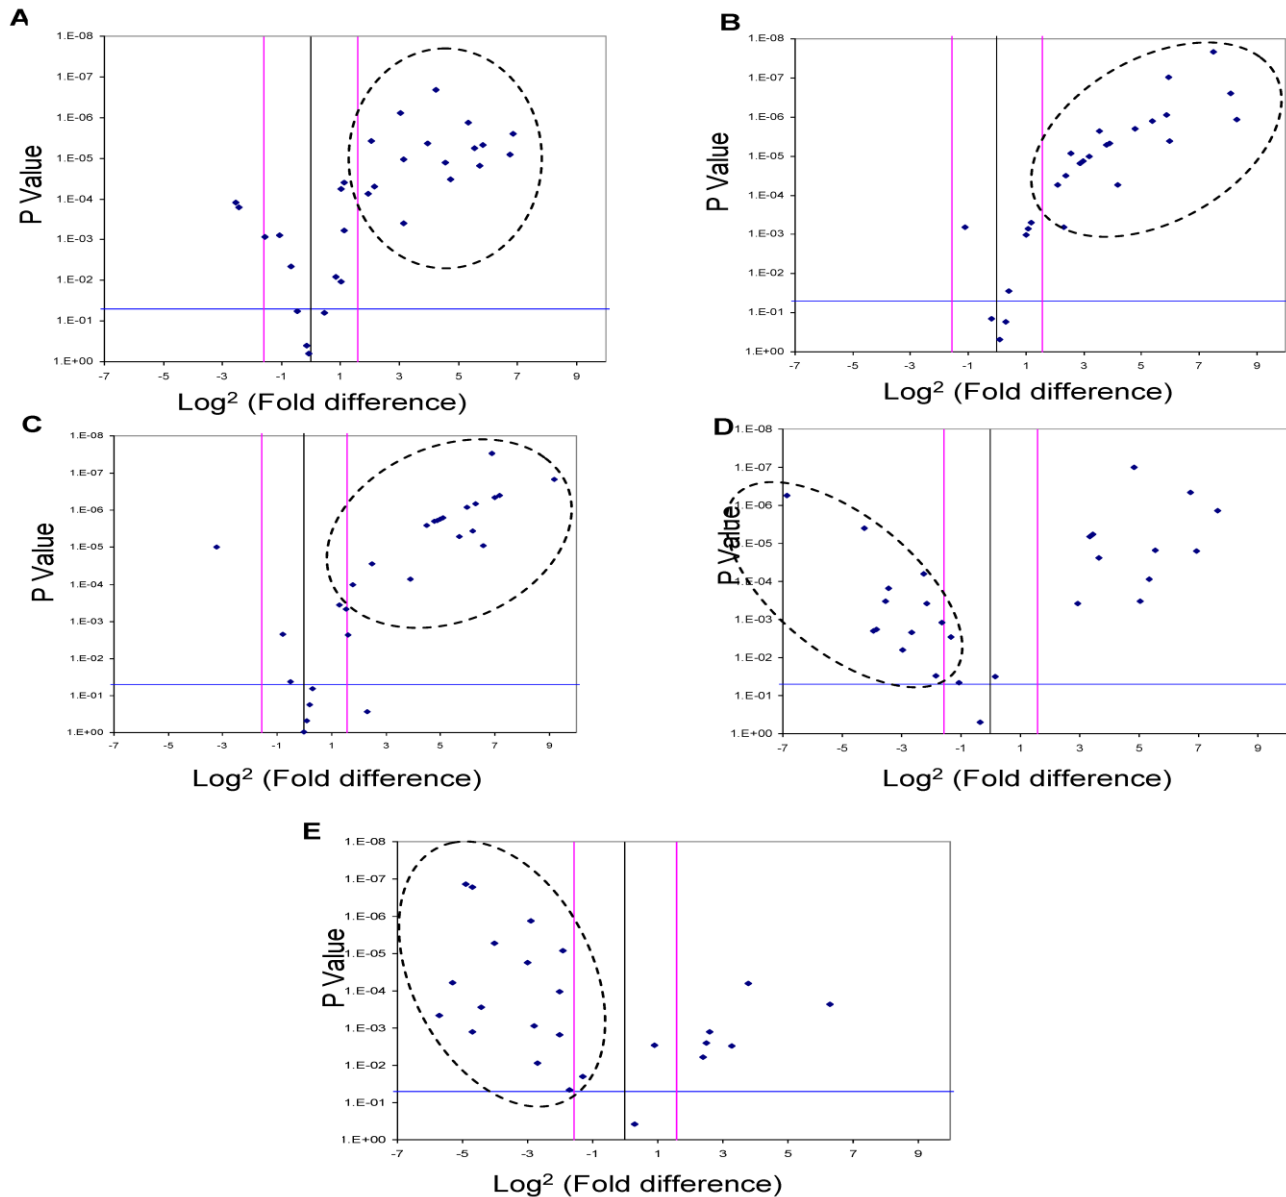 A
P Value
1.E-08
1.E-07
1.E-06
1.E-05
1.E-04
1.E-03
1.E-02
1.E-01
1.E+00
-7 -5 -3 -1 1 3 5 7 9
Log² (Fold difference)
B
P Value
1.E-08
1.E-07
1.E-06
1.E-05
1.E-04
1.E-03
1.E-02
1.E-01
1.E+00
-7 -5 -3 -1 1 3 5 7 9
Log² (Fold difference)
C
P Value
1.E-08
1.E-07
1.E-06
1.E-05
1.E-04
1.E-03
1.E-02
1.E-01
1.E+00
-7 -5 -3 -1 1 3 5 7 9
Log² (Fold difference)
D
P Value
1.E-08
1.E-07
1.E-06
1.E-05
1.E-04
1.E-03
1.E-02
1.E-01
1.E+00
-7 -5 -3 -1 1 3 5 7 9
Log² (Fold difference)
E
P Value
1.E-08
1.E-07
1.E-06
1.E-05
1.E-04
1.E-03
1.E-02
1.E-01
1.E+00
-7 -5 -3 -1 1 3 5 7 9
Log² (Fold difference)